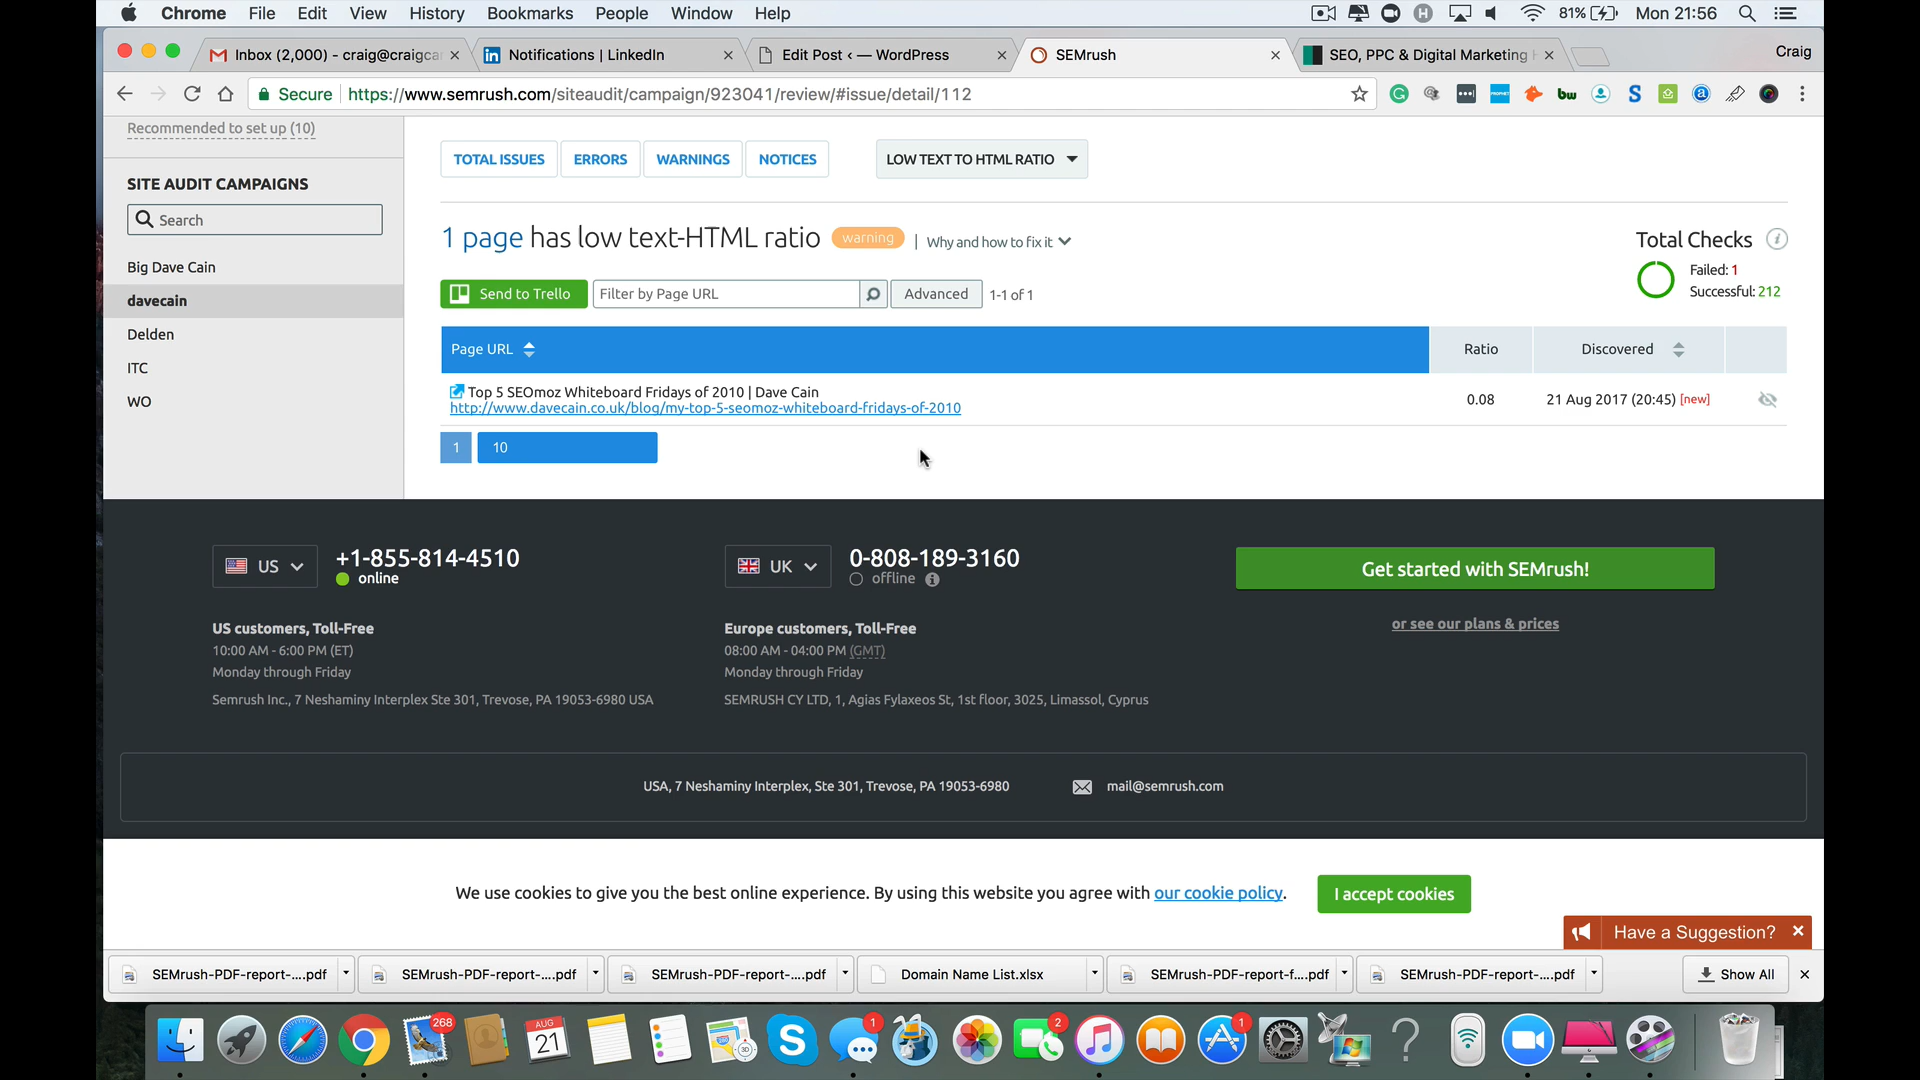 Chrome File Edit View History Bookmarks People Window Help 81% Mon 21:56
Inbox (2,000) - craig@craigca
Notifications | LinkedIn
Edit Post ‹ — WordPress
SEMrush
SEO, PPC & Digital Marketing
Craig
Secure https://www.semrush.com/siteaudit/campaign/923041/review/#issue/detail/112
Recommended to set up (10)
SITE AUDIT CAMPAIGNS
Search
Big Dave Cain
davecain
Delden
ITC
WO
TOTAL ISSUES ERRORS WARNINGS NOTICES LOW TEXT TO HTML RATIO
1 page has low text-HTML ratio warning | Why and how to fix it
Total Checks
Failed: 1
Successful: 212
Send to Trello Filter by Page URL Advanced 1-1 of 1
Page URL Ratio Discovered
Top 5 SEOmoz Whiteboard Fridays of 2010 | Dave Cain
http://www.davecain.co.uk/blog/my-top-5-seomoz-whiteboard-fridays-of-2010
0.08 21 Aug 2017 (20:45) [new]
1 10
US +1-855-814-4510
online
US customers, Toll-Free
10:00 AM - 6:00 PM (ET)
Monday through Friday
Semrush Inc., 7 Neshaminy Interplex Ste 301, Trevose, PA 19053-6980 USA
UK 0-808-189-3160
offline
Europe customers, Toll-Free
08:00 AM - 04:00 PM (GMT)
Monday through Friday
SEMRUSH CY LTD, 1, Agias Fylaxeos St, 1st floor, 3025, Limassol, Cyprus
Get started with SEMrush!
or see our plans & prices
USA, 7 Neshaminy Interplex, Ste 301, Trevose, PA 19053-6980 mail@semrush.com
We use cookies to give you the best online experience. By using this website you agree with our cookie policy.
I accept cookies
Have a Suggestion?
SEMrush-PDF-report-....pdf
SEMrush-PDF-report-....pdf
SEMrush-PDF-report-....pdf
Domain Name List.xlsx
SEMrush-PDF-report-f....pdf
SEMrush-PDF-report-....pdf
Show All
268
AUG
21
1
2
1